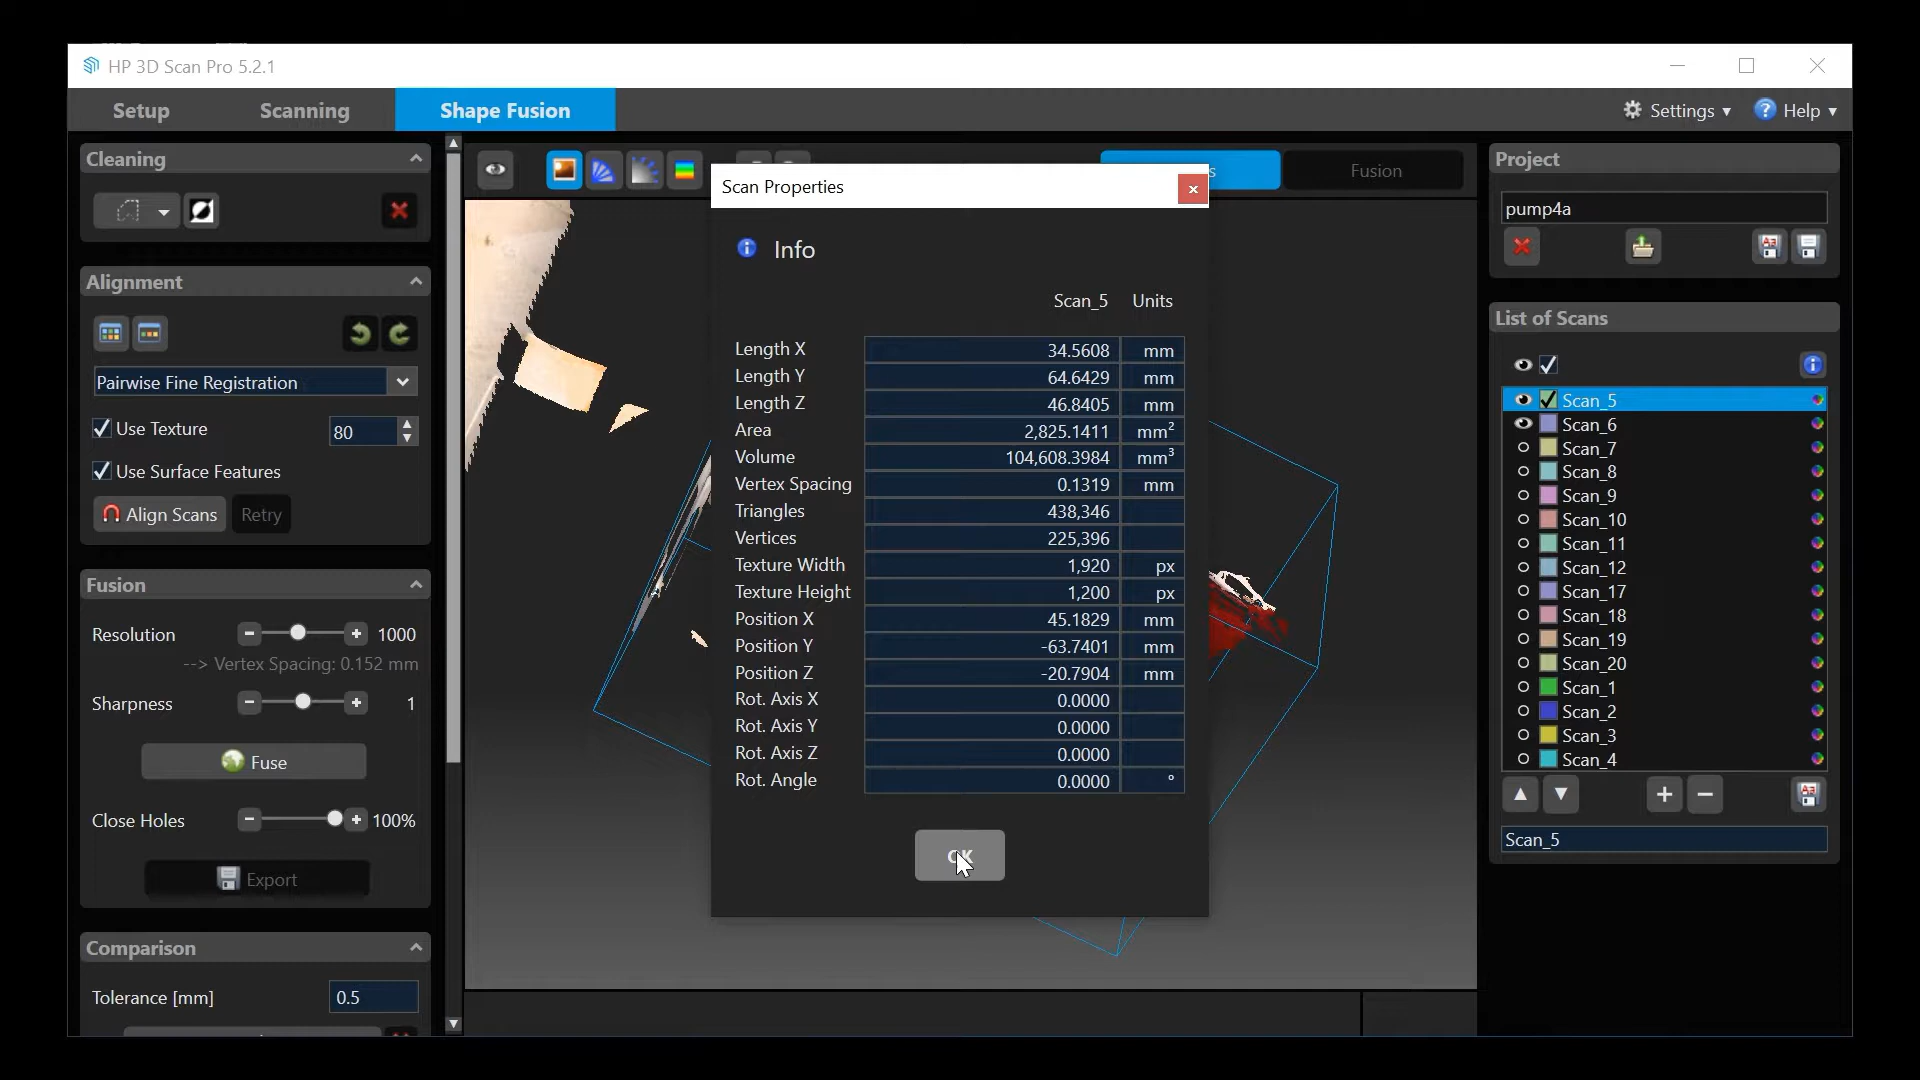 HP 3D Scan Pro 5.2.1
Setup Scanning Shape Fusion Settings Help
Cleaning
Alignment
Pairwise Fine Registration
Use Texture 80
Use Surface Features
Align Scans Retry
Fusion
Resolution 1000
--> Vertex Spacing: 0.152 mm
Sharpness 1
Fuse
Close Holes 100%
Export
Comparison
Tolerance [mm] 0.5
Fusion
Scan Properties
Info
Scan_5 Units
Length X 34.5608 mm
Length Y 64.6429 mm
Length Z 46.8405 mm
Area 2,825.1411 mm²
Volume 104,608.3984 mm³
Vertex Spacing 0.1319 mm
Triangles 438,346
Vertices 225,396
Texture Width 1,920 px
Texture Height 1,200 px
Position X 45.1829 mm
Position Y -63.7401 mm
Position Z -20.7904 mm
Rot. Axis X 0.0000
Rot. Axis Y 0.0000
Rot. Axis Z 0.0000
Rot. Angle 0.0000 °
OK
Project
pump4a
List of Scans
Scan_5
Scan_6
Scan_7
Scan_8
Scan_9
Scan_10
Scan_11
Scan_12
Scan_17
Scan_18
Scan_19
Scan_20
Scan_1
Scan_2
Scan_3
Scan_4
Scan_5